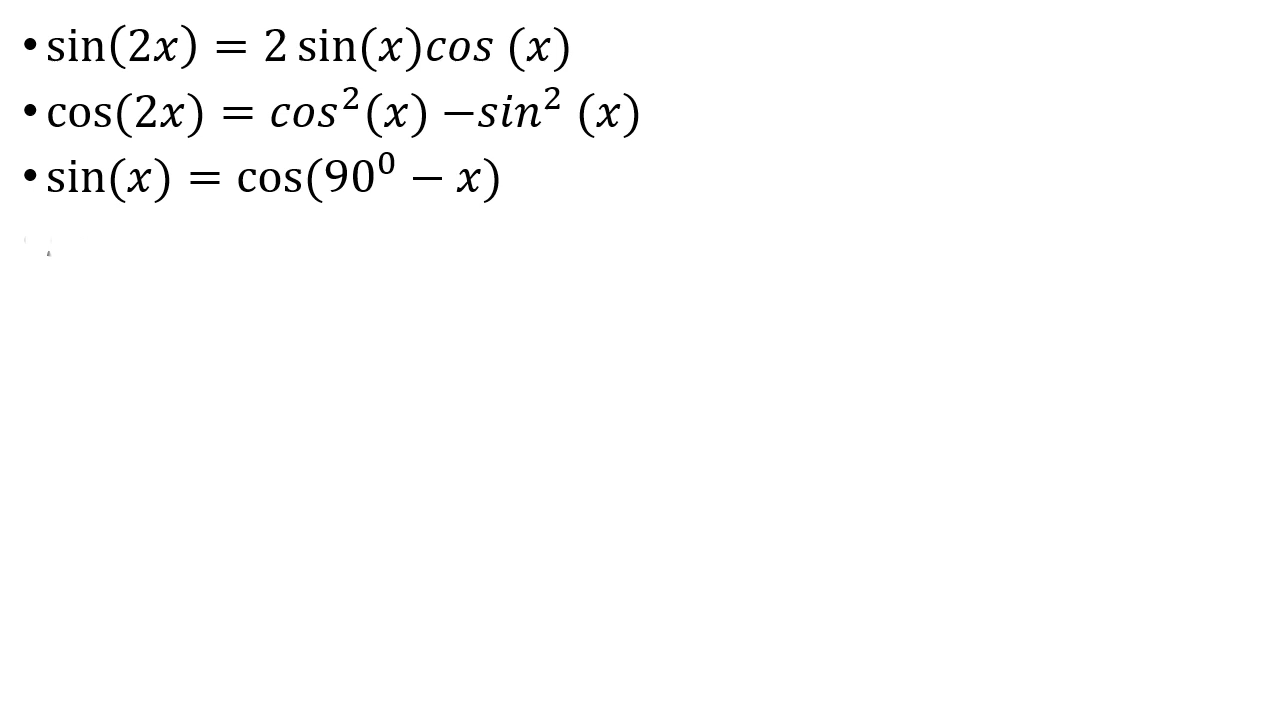 • sin(2x) = 2 sin(x)cos (x)
• cos(2x) = cos²(x) −sin² (x)
• sin(x) = cos(90⁰ − x)